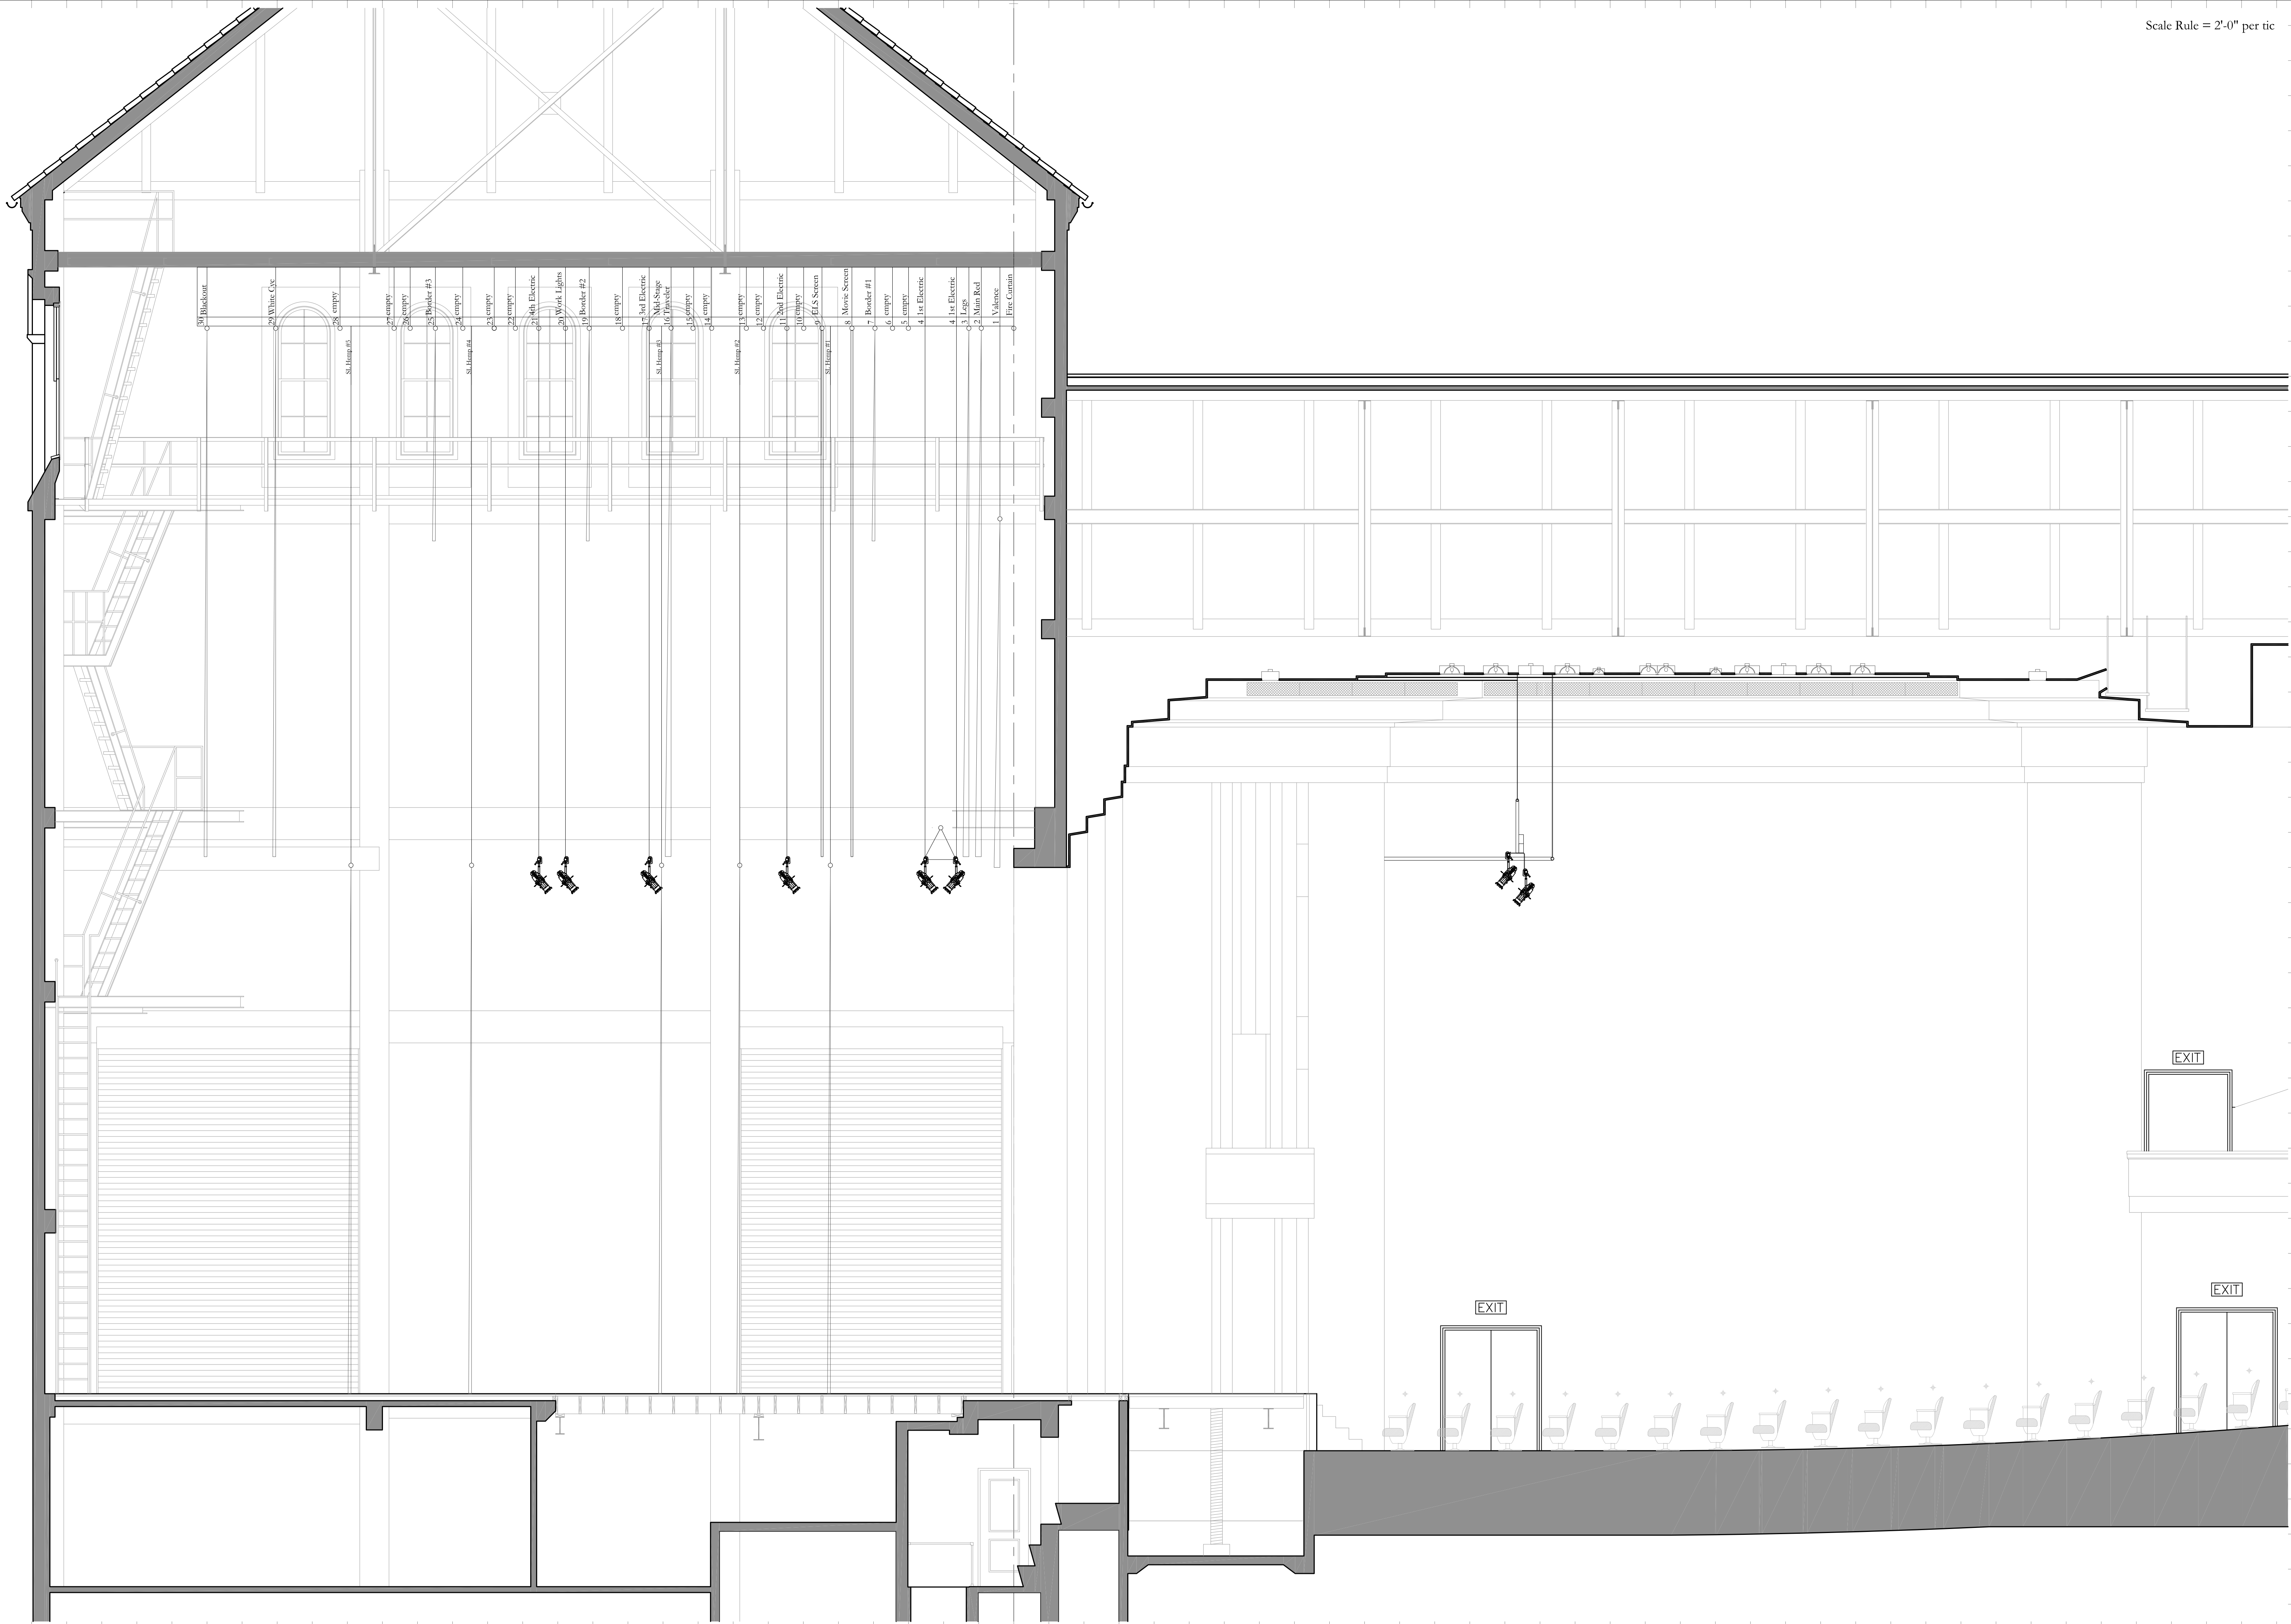 Scale Rule = 2'-0" per tic
30 Blackout
29 White Cyc
28 empty
27 empty
26 empty
25 Border #3
24 empty
23 empty
22 empty
21 4th Electric
20 Work Lights
19 Border #2
18 empty
17 3rd Electric
Mid-Stage
16 Traveler
15 empty
14 empty
13 empty
12 empty
11 2nd Electric
10 empty
9 ELS Screen
8 Movie Screen
7 Border #1
6 empty
5 empty
4 1st Electric
4 1st Electric
3 Legs
2 Main Red
1 Valence
Fire Curtain
SL Hemp #5
SL Hemp #4
SL Hemp #3
SL Hemp #2
SL Hemp #1
EXIT
EXIT
EXIT